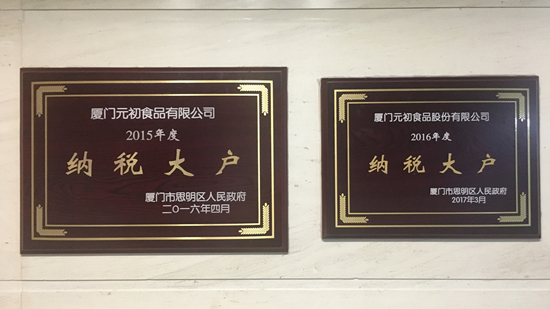 厦门元初食品有限公司
2015年度
纳税大户
厦门市思明区人民政府
二〇一六年四月
厦门元初食品股份有限公司
2016年度
纳税大户
厦门市思明区人民政府
2017年3月